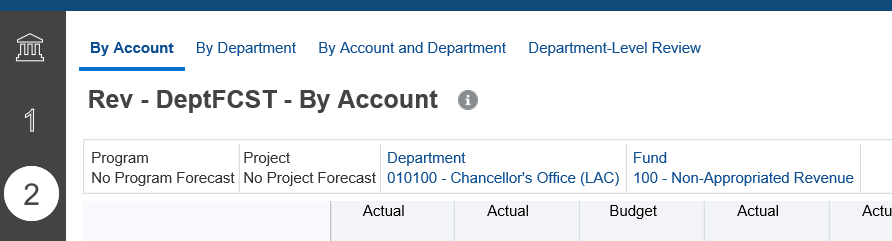 By Account By Department By Account and Department Department-Level Review
Rev - DeptFCST - By Account i
1
Program Project Department Fund
No Program Forecast No Project Forecast 010100 - Chancellor's Office (LAC) 100 - Non-Appropriated Revenue
2
Actual Actual Budget Actual Actu